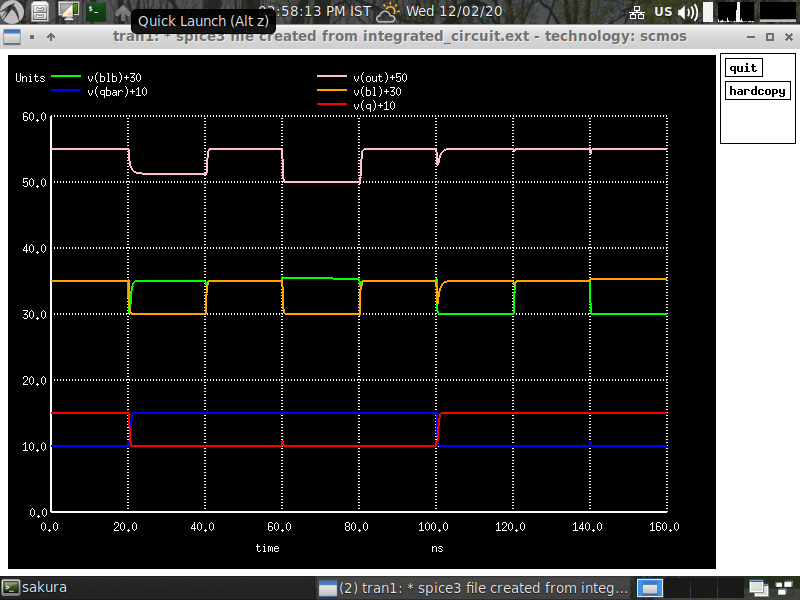 Quick Launch (Alt z)
:58:13 PM IST
Wed 12/02/20
US
tran1: * spice3 file created from integrated_circuit.ext - technology: scmos
quit
hardcopy
Units
v(blb)+30
v(out)+50
v(qbar)+10
v(bl)+30
v(q)+10
60.0
50.0
40.0
30.0
20.0
10.0
0.0
0.0 20.0 40.0 60.0 80.0 100.0 120.0 140.0 160.0
time ns
sakura
(2) tran1: * spice3 file created from integ...